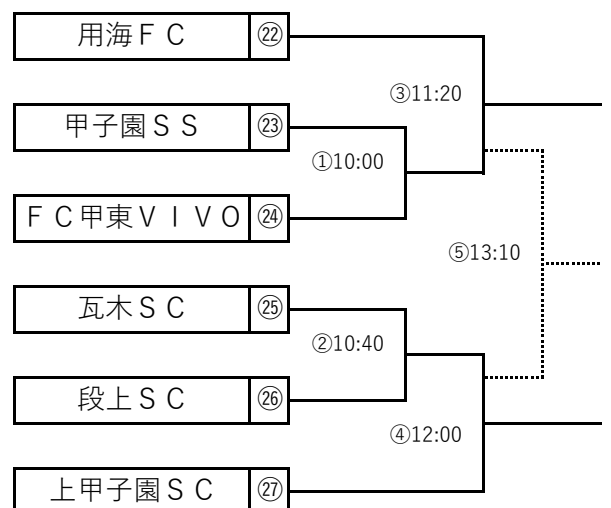 用海ＦＣ ㉒
③11:20
甲子園ＳＳ ㉓
①10:00
ＦＣ甲東ＶＩＶＯ ㉔
⑤13:10
瓦木ＳＣ ㉕
②10:40
段上ＳＣ ㉖
④12:00
上甲子園ＳＣ ㉗